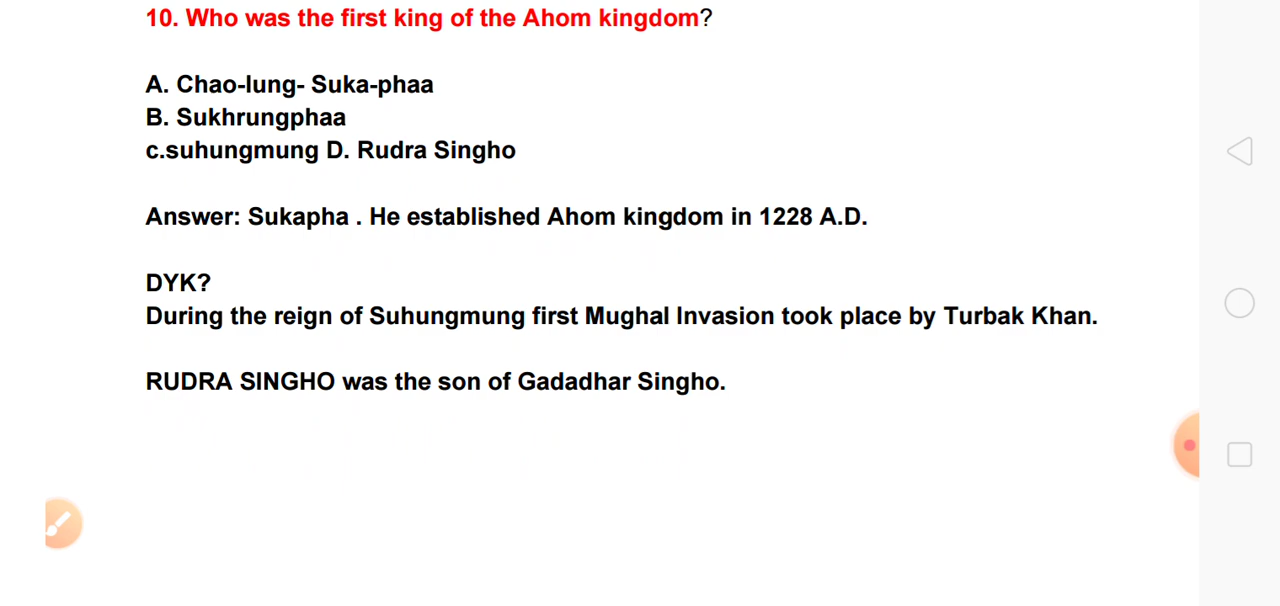 10. Who was the first king of the Ahom kingdom?
A. Chao-lung- Suka-phaa
B. Sukhrungphaa
c.suhungmung D. Rudra Singho
Answer: Sukapha . He established Ahom kingdom in 1228 A.D.
DYK?
During the reign of Suhungmung first Mughal Invasion took place by Turbak Khan.
RUDRA SINGHO was the son of Gadadhar Singho.